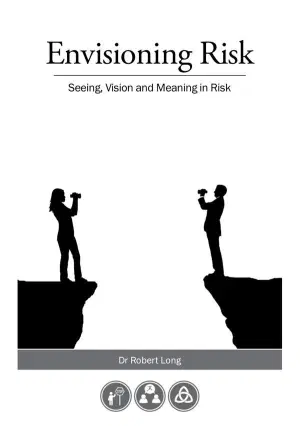 Envisioning Risk
Seeing, Vision and Meaning in Risk
Dr Robert Long